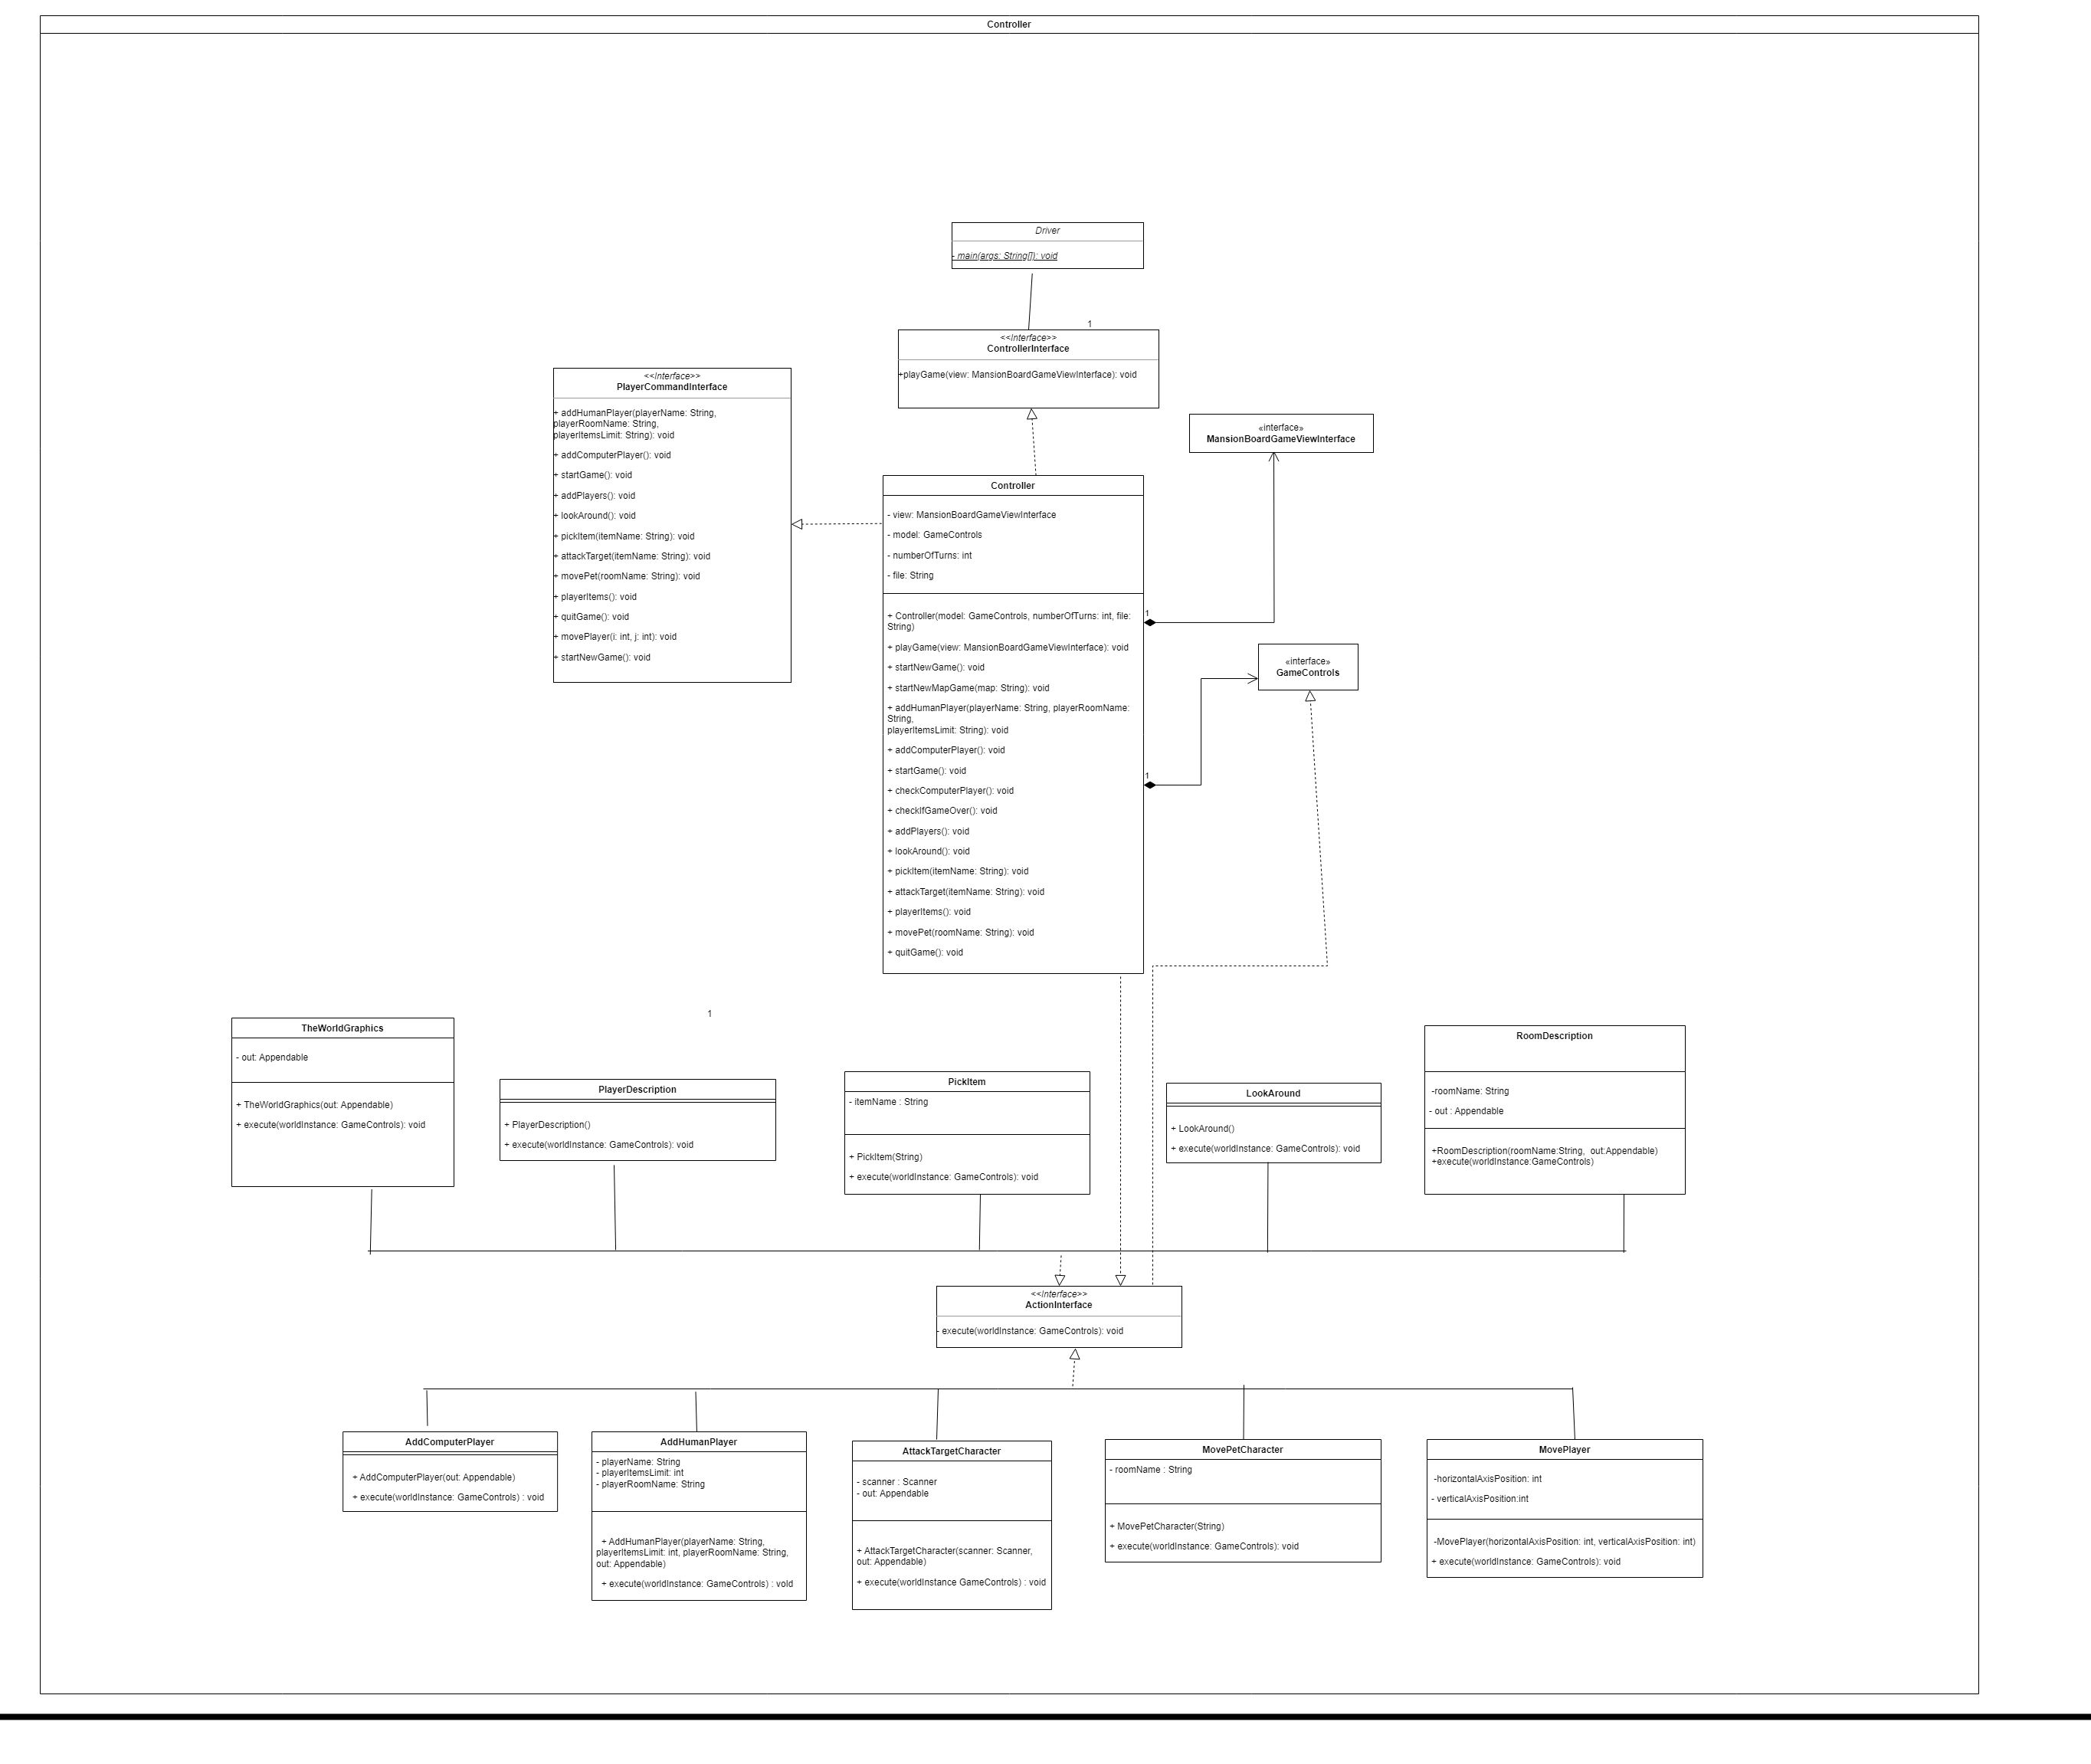 Controller
Driver
- main(args: String[]): void
1
<<Interface>>
ControllerInterface
+playGame(view: MansionBoardGameViewInterface): void
<<Interface>>
PlayerCommandInterface
+ addHumanPlayer(playerName: String,
playerRoomName: String,
playerItemsLimit: String): void
+ addComputerPlayer(): void
+ startGame(): void
+ addPlayers(): void
+ lookAround(): void
+ pickItem(itemName: String): void
+ attackTarget(itemName: String): void
+ movePet(roomName: String): void
+ playerItems(): void
+ quitGame(): void
+ movePlayer(i: int, j: int): void
+ startNewGame(): void
«interface»
MansionBoardGameViewInterface
Controller
- view: MansionBoardGameViewInterface
- model: GameControls
- numberOfTurns: int
- file: String
+ Controller(model: GameControls, numberOfTurns: int, file:
String)
+ playGame(view: MansionBoardGameViewInterface): void
+ startNewGame(): void
+ startNewMapGame(map: String): void
+ addHumanPlayer(playerName: String, playerRoomName:
String,
playerItemsLimit: String): void
+ addComputerPlayer(): void
+ startGame(): void
+ checkComputerPlayer(): void
+ checkIfGameOver(): void
+ addPlayers(): void
+ lookAround(): void
+ pickItem(itemName: String): void
+ attackTarget(itemName: String): void
+ playerItems(): void
+ movePet(roomName: String): void
+ quitGame(): void
1
«interface»
GameControls
1
1
TheWorldGraphics
- out: Appendable
+ TheWorldGraphics(out: Appendable)
+ execute(worldInstance: GameControls): void
PlayerDescription
+ PlayerDescription()
+ execute(worldInstance: GameControls): void
PickItem
- itemName : String
+ PickItem(String)
+ execute(worldInstance: GameControls): void
LookAround
+ LookAround()
+ execute(worldInstance: GameControls): void
RoomDescription
-roomName: String
- out : Appendable
+RoomDescription(roomName:String, out:Appendable)
+execute(worldInstance:GameControls)
<<Interface>>
ActionInterface
- execute(worldInstance: GameControls): void
AddComputerPlayer
+ AddComputerPlayer(out: Appendable)
+ execute(worldInstance: GameControls) : void
AddHumanPlayer
- playerName: String
- playerItemsLimit: int
- playerRoomName: String
+ AddHumanPlayer(playerName: String,
playerItemsLimit: int, playerRoomName: String,
out: Appendable)
+ execute(worldInstance: GameControls) : void
AttackTargetCharacter
- scanner : Scanner
- out: Appendable
+ AttackTargetCharacter(scanner: Scanner,
out: Appendable)
+ execute(worldInstance GameControls) : void
MovePetCharacter
- roomName : String
+ MovePetCharacter(String)
+ execute(worldInstance: GameControls): void
MovePlayer
-horizontalAxisPosition: int
- verticalAxisPosition:int
-MovePlayer(horizontalAxisPosition: int, verticalAxisPosition: int)
+ execute(worldInstance: GameControls): void